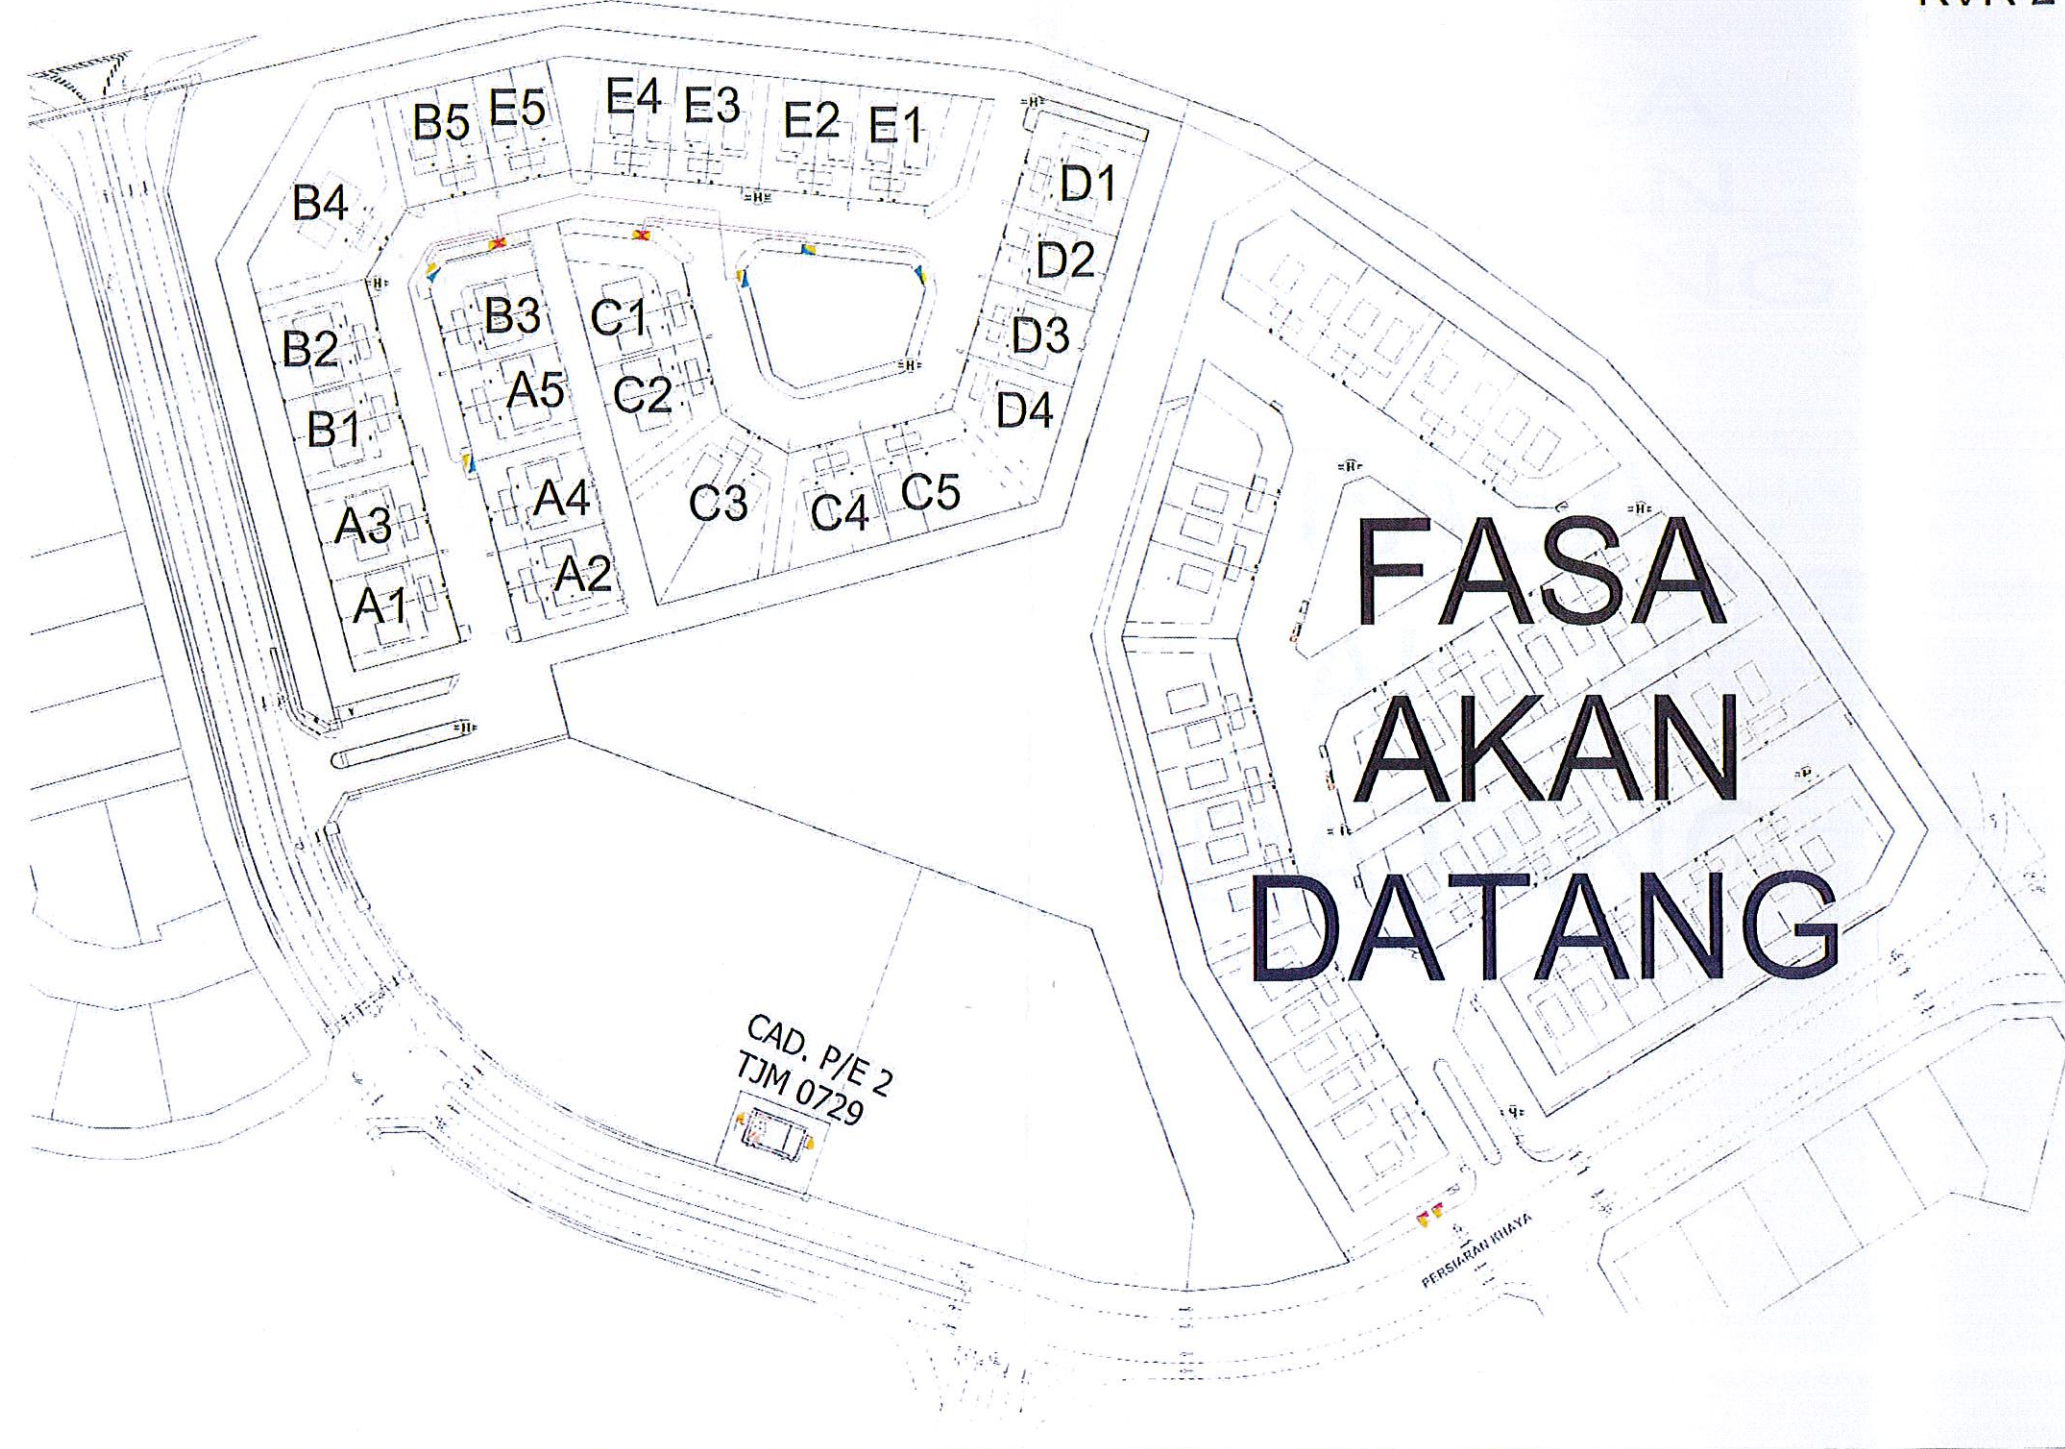 B5 E5 E4 E3 E2 E1
B4
D1
D2
D3
D4
B2
B1
A3
A1
B3
A5
A4
A2
C1
C2
C3
C4
C5
FASA
AKAN
DATANG
CAD. P/E 2
TJM 0729
PERSIARAN KHAYA